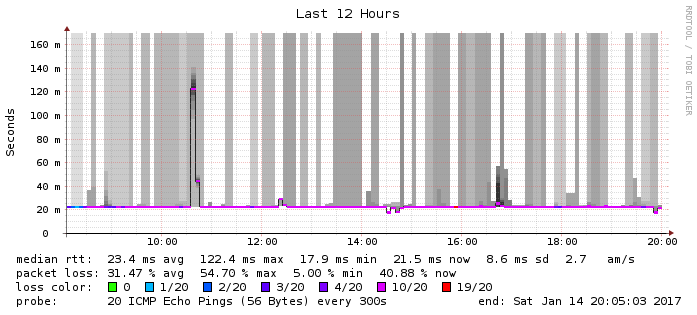 Last 12 Hours
RRDTOOL / TOBI OETIKER
Seconds
160 m
140 m
120 m
100 m
80 m
60 m
40 m
20 m
0
10:00 12:00 14:00 16:00 18:00 20:00
median rtt: 23.4 ms avg 122.4 ms max 17.9 ms min 21.5 ms now 8.6 ms sd 2.7 am/s
packet loss: 31.47 % avg 54.70 % max 5.00 % min 40.88 % now
loss color: 0 1/20 2/20 3/20 4/20 10/20 19/20
probe: 20 ICMP Echo Pings (56 Bytes) every 300s end: Sat Jan 14 20:05:03 2017